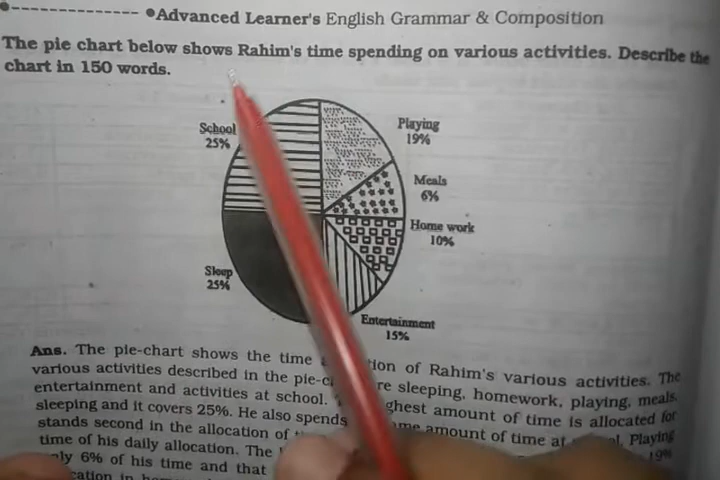 Advanced Learner's English Grammar & Composition
The pie chart below shows Rahim's time spending on various activities. Describe the
chart in 150 words.
School
25%
Playing
19%
Meals
6%
Home work
10%
Sleep
25%
Entertainment
15%
Ans. The pie-chart shows the time of Rahim's various activities. The
various activities described in the are sleeping, homework, playing, meals
entertainment and activities at school. highest amount of time is allocated for
sleeping and it covers 25%. He also spends amount of time at Playing
stands second in the allocation of 19%
time of his daily allocation. The
only 6% of his time and that